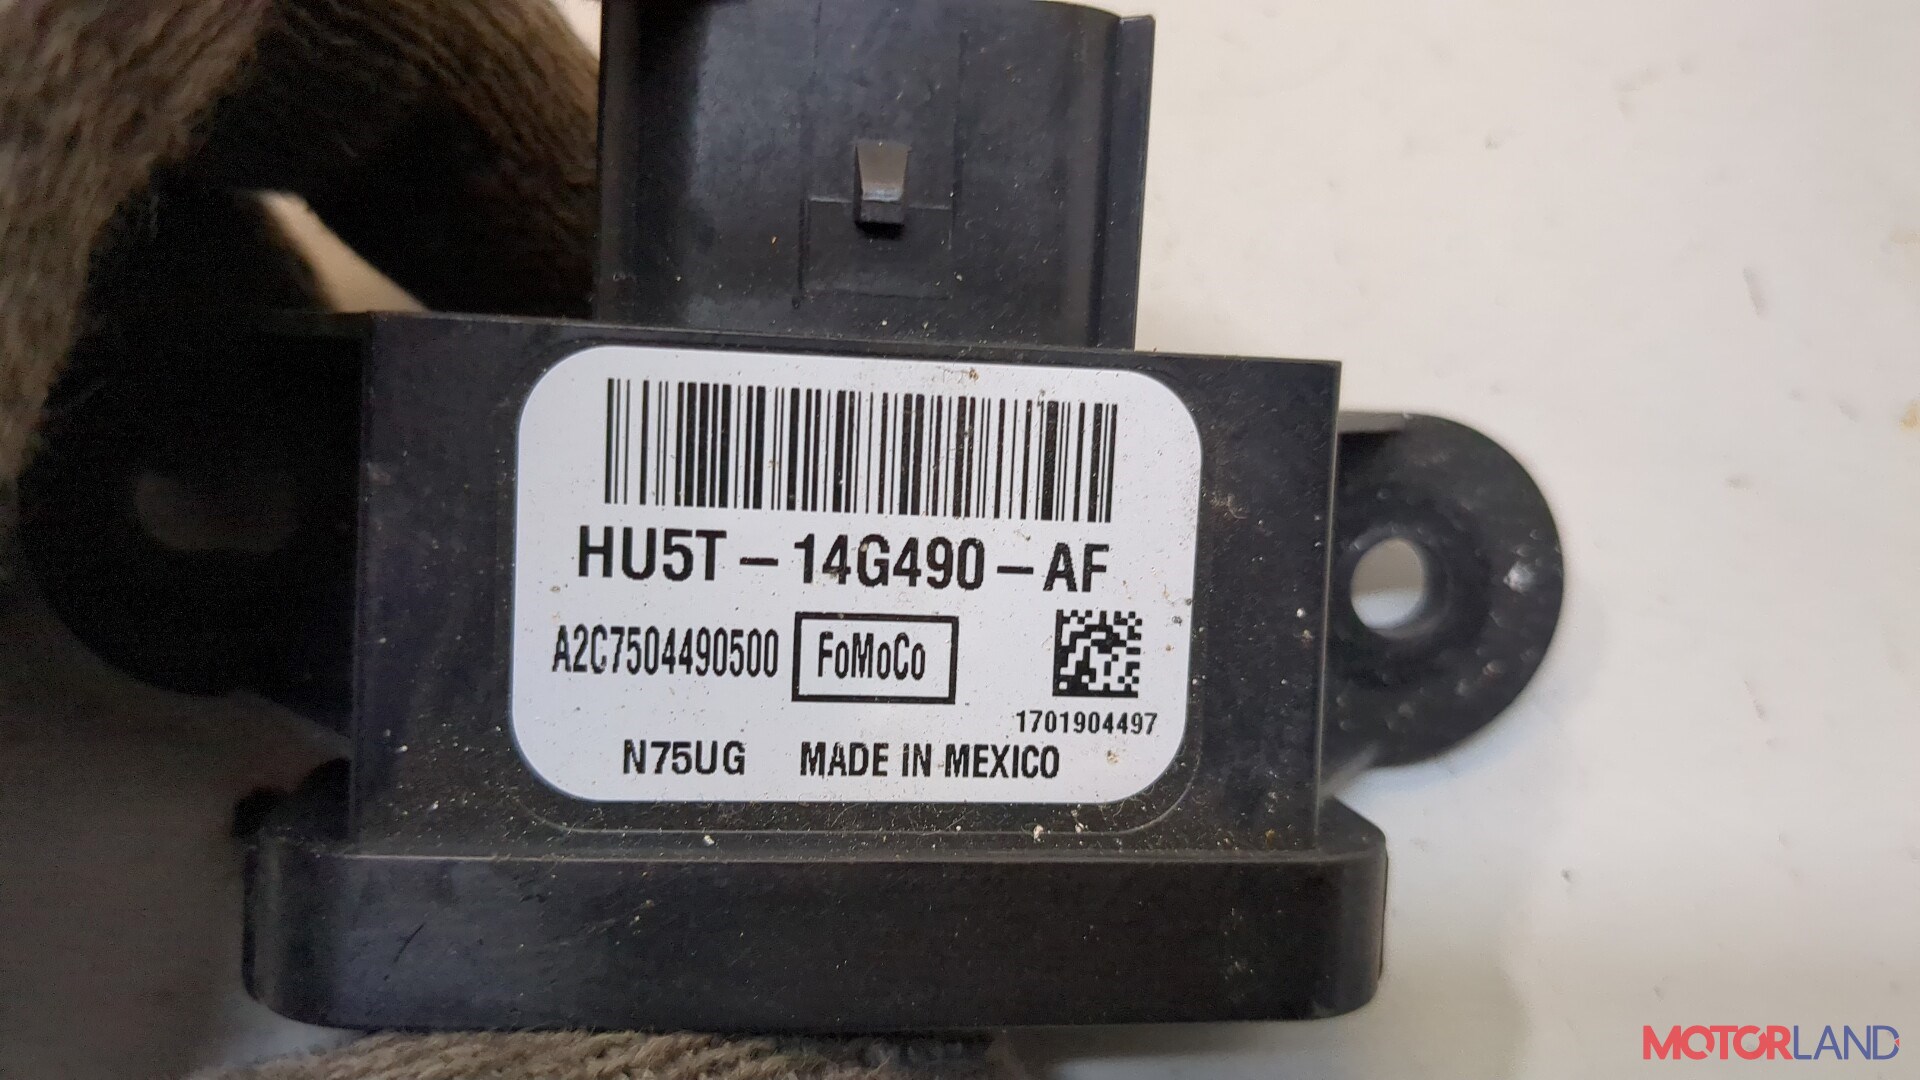 HU5T-14G490-AF
A2C7504490500 FoMoCo
1701904497
N75UG MADE IN MEXICO
MOTORLAND